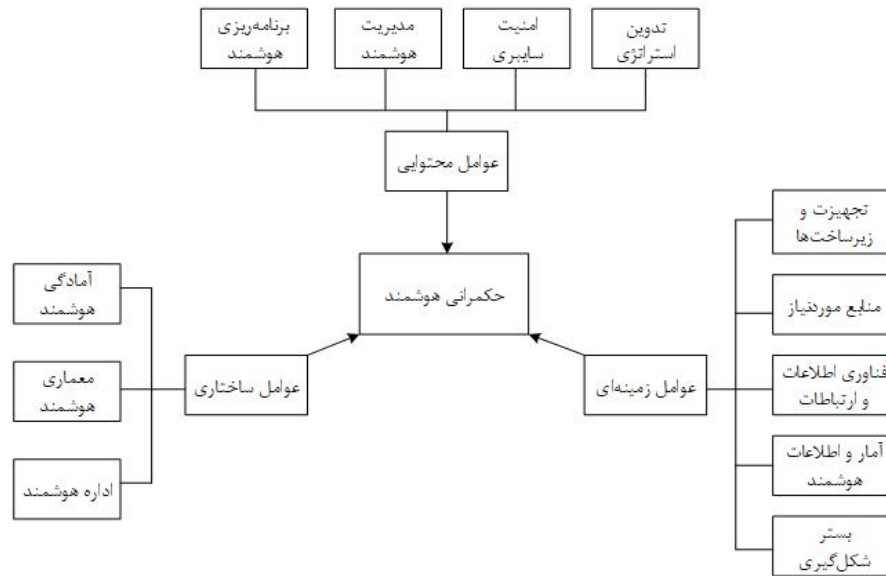 تدوین
استراتژی
امنیت
سایبری
مدیریت
هوشمند
برنامه‌ریزی
هوشمند
عوامل محتوایی
حکمرانی هوشمند
تجهیزت و
زیرساخت‌ها
منابع موردنیاز
فناوری اطلاعات
و ارتباطات
آمار و اطلاعات
هوشمند
بستر
شکل‌گیری
عوامل زمینه‌ای
عوامل ساختاری
آمادگی
هوشمند
معماری
هوشمند
اداره هوشمند